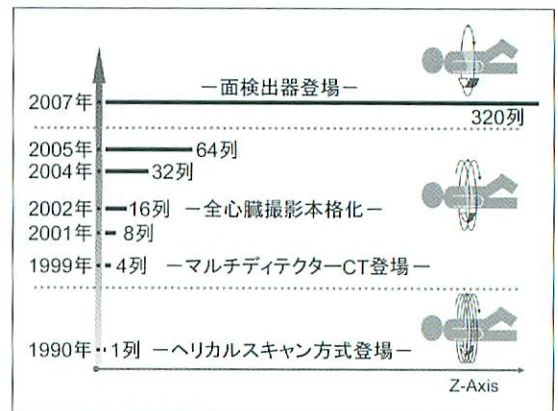 －面検出器登場－
2007年
320列
2005年 64列
2004年 32列
2002年 16列 －全心臓撮影本格化－
2001年 8列
1999年 4列 －マルチディテクターCT登場－
1990年 1列 －ヘリカルスキャン方式登場－
Z-Axis